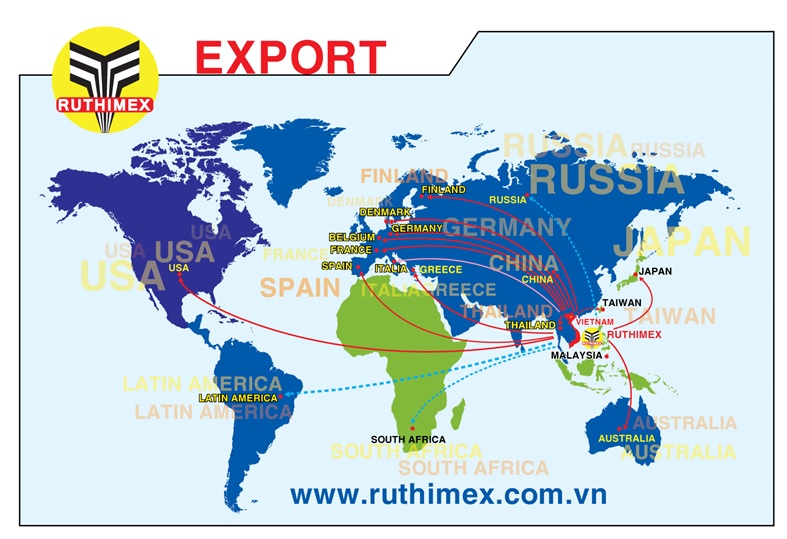 EXPORT
RUTHIMEX
RUSSIA
RUSSIA
RUSSIA
FINLAND
FINLAND
RUSSIA
DENMARK
DENMARK
GERMANY
GERMANY
USA
BELGIUM
JAPAN
USA
USA
FRANCE
FRANCE
CHINA
SPAIN
ITALIA
GREECE
USA
USA
CHINA
JAPAN
SPAIN
ITALIA
GREECE
TAIWAN
THAILAND
TAIWAN
VIETNAM
THAILAND
RUTHIMEX
MALAYSIA
LATIN AMERICA
LATIN AMERICA
LATIN AMERICA
AUSTRALIA
SOUTH AFRICA
AUSTRALIA
SOUTH AFRICA
AUSTRALIA
SOUTH AFRICA
www.ruthimex.com.vn